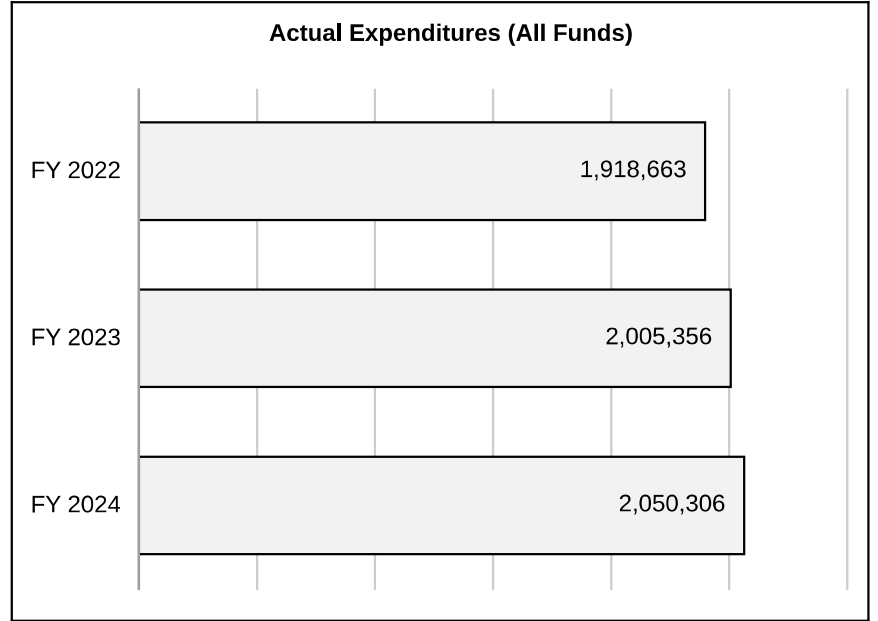 Actual Expenditures (All Funds)
FY 2022
1,918,663
FY 2023
2,005,356
FY 2024
2,050,306